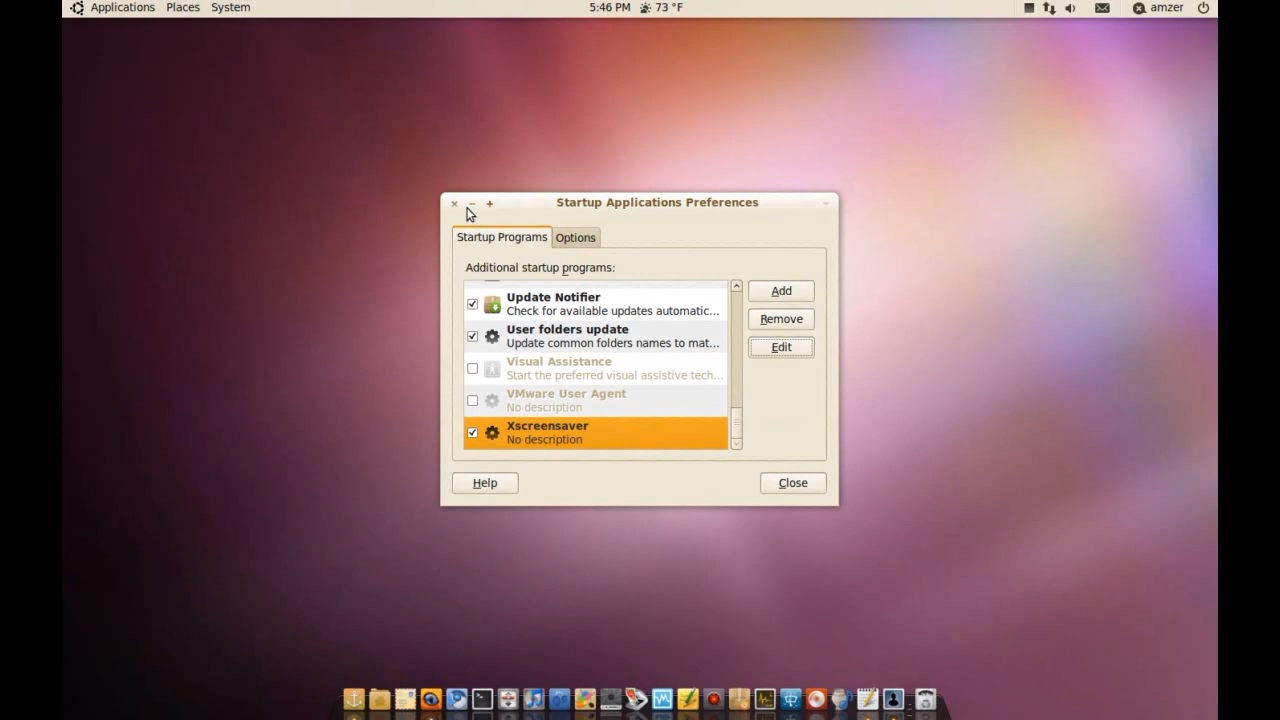 Applications Places System 5:46 PM 73 °F amzer
Startup Applications Preferences
Startup Programs Options
Additional startup programs:
Update Notifier
Check for available updates automatic...
User folders update
Update common folders names to mat...
Visual Assistance
Start the preferred visual assistive tech...
VMware User Agent
No description
Xscreensaver
No description
Add
Remove
Edit
Help Close